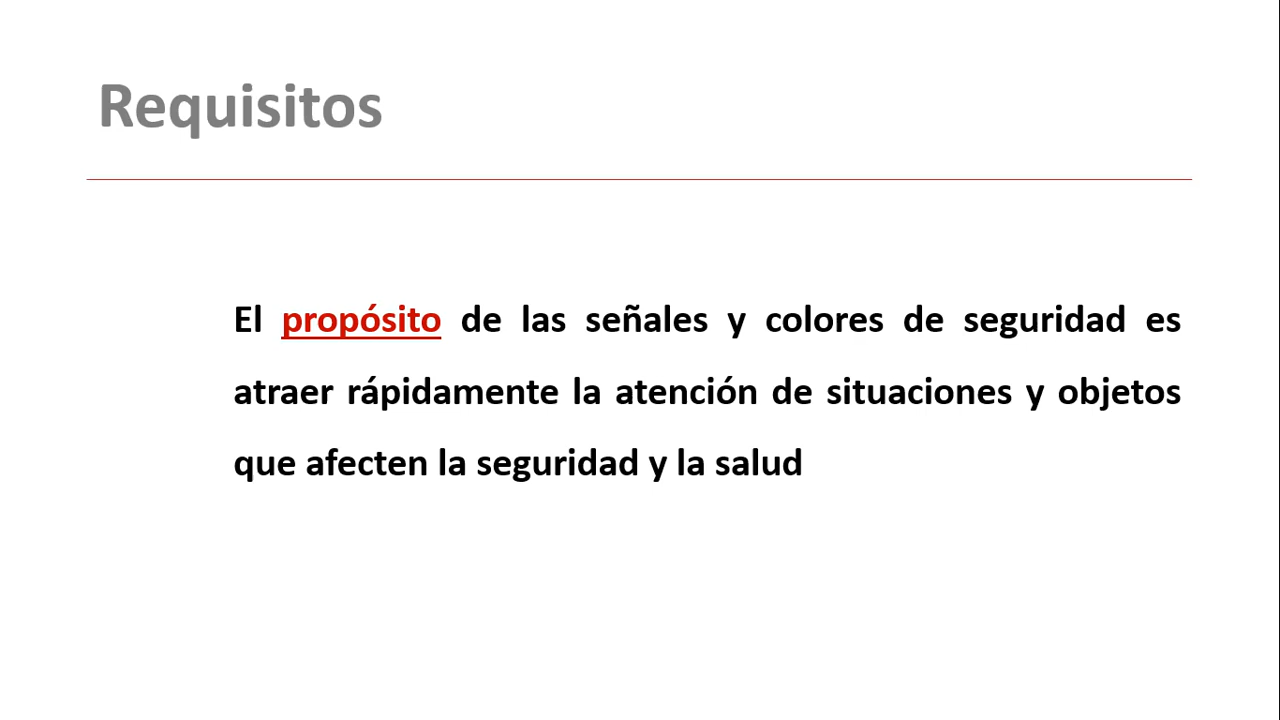 Requisitos
El propósito de las señales y colores de seguridad es
atraer rápidamente la atención de situaciones y objetos
que afecten la seguridad y la salud